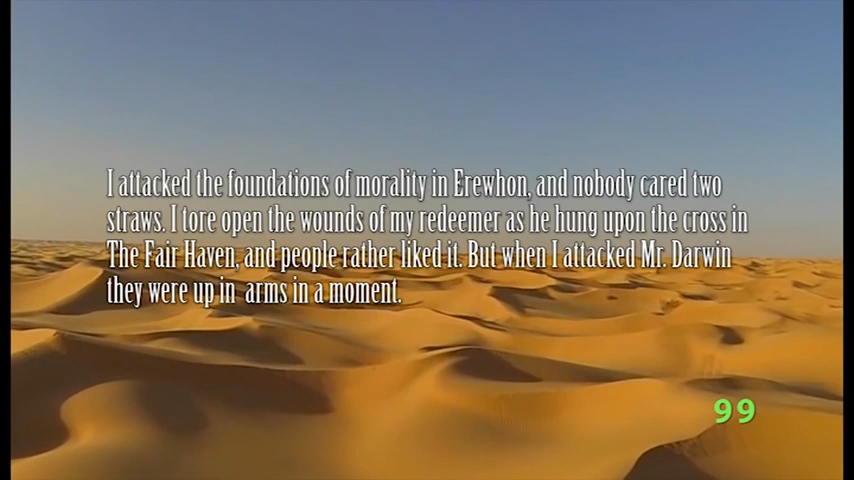 I attacked the foundations of morality in Erewhon, and nobody cared two
straws. I tore open the wounds of my redeemer as he hung upon the cross in
The Fair Haven, and people rather liked it. But when I attacked Mr. Darwin
they were up in arms in a moment.
99